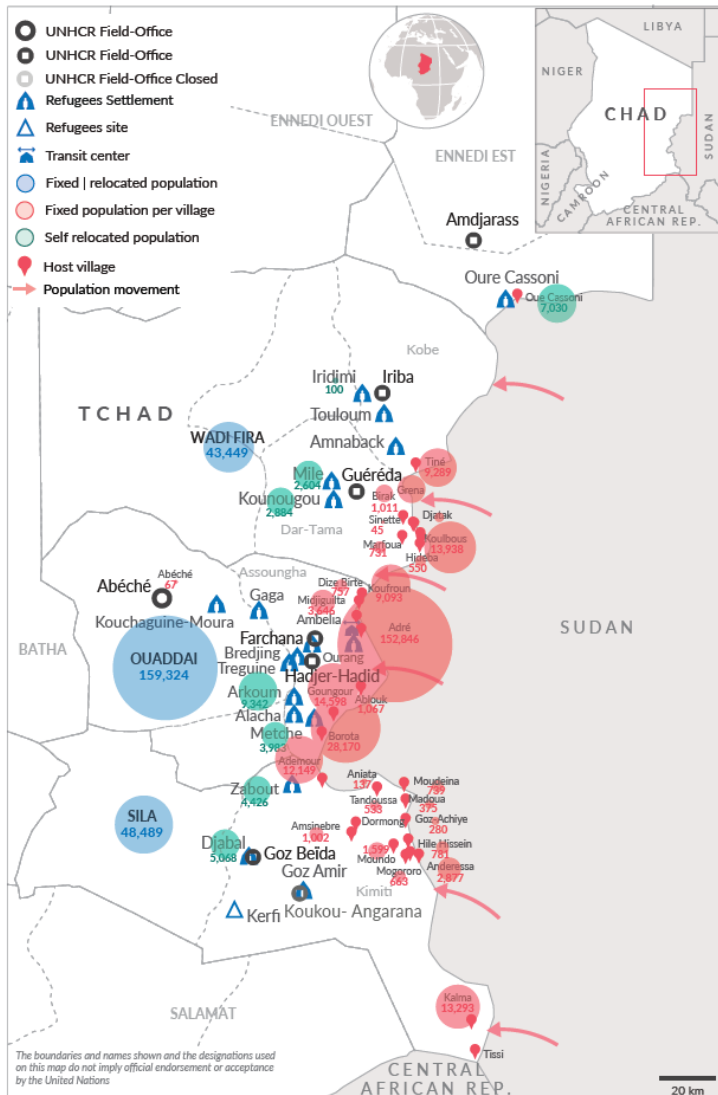 UNHCR Field-Office
UNHCR Field-Office
UNHCR Field-Office Closed
Refugees Settlement
Refugees site
Transit center
Fixed | relocated population
Fixed population per village
Self relocated population
Host village
Population movement
LIBYA
NIGER
CHAD
SUDAN
NIGERIA
CAMROON
CENTRAL
AFRICAN REP.
ENNEDI OUEST
ENNEDI EST
Amdjarass
Oure Cassoni
Oue Cassoni
7,030
Kobe
Iridimi
100
Iriba
Touloum
TCHAD
Amnaback
WADI FIRA
43,449
Tiné
9,289
Mile
2,604
Guéréda
Kounougou
2,884
Birak
1,011
Grena
Sinette
45
Djatak
Dar-Tama
Marfoua
731
Koulbous
13,938
Hideba
550
Assoungha
Abéché
Abéché
67
Gaga
Dize Birte
757
Koufroun
9,093
Midjiguilta
3,646
Kouchaguine-Moura
Ambelia
Adré
152,846
BATHA
Farchana
SUDAN
OUADDAI
159,324
Bredjing
Treguine
Ourang
Hadjer-Hadid
Arkoum
9,342
Goungour
14,598
Ablouk
1,067
Alacha
Metche
3,983
Borota
28,170
Ademour
12,149
Zabout
4,426
Aniata
137
Moudeina
739
Tandoussa
533
Madoua
375
SILA
48,489
Amsinebre
1,002
Dormong
Goz-Achiye
280
Djabal
5,068
1,599
Hile Hissein
781
Goz Beïda
Moundo
Mogororo
663
Anderessa
2,877
Goz Amir
Kimiti
Koukou- Angarana
Kerfi
Kalma
13,293
SALAMAT
Tissi
The boundaries and names shown and the designations used
on this map do not imply official endorsement or acceptance
by the United Nations
CENTRAL
AFRICAN REP.
20 km